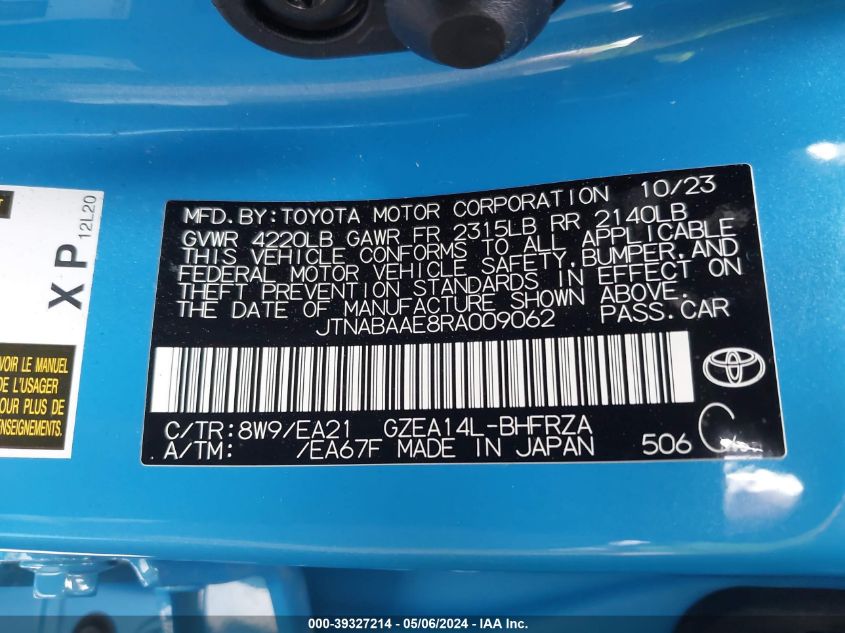 XP 12L20
MFD. BY: TOYOTA MOTOR CORPORATION 10/23
GVWR 4220LB GAWR FR 2315LB RR 2140LB
THIS VEHICLE CONFORMS TO ALL APPLICABLE
FEDERAL MOTOR VEHICLE SAFETY, BUMPER, AND
THEFT PREVENTION STANDARDS IN EFFECT ON
THE DATE OF MANUFACTURE SHOWN ABOVE.
JTNABAAE8RA009062 PASS. CAR
C/TR: 8W9/EA21 GZEA14L-BHFRZA
A/TM: /EA67F MADE IN JAPAN 506 C
VOIR LE MANUEL
DE L'USAGER
POUR PLUS DE
RENSEIGNEMENTS.
000-39327214 - 05/06/2024 - IAA Inc.